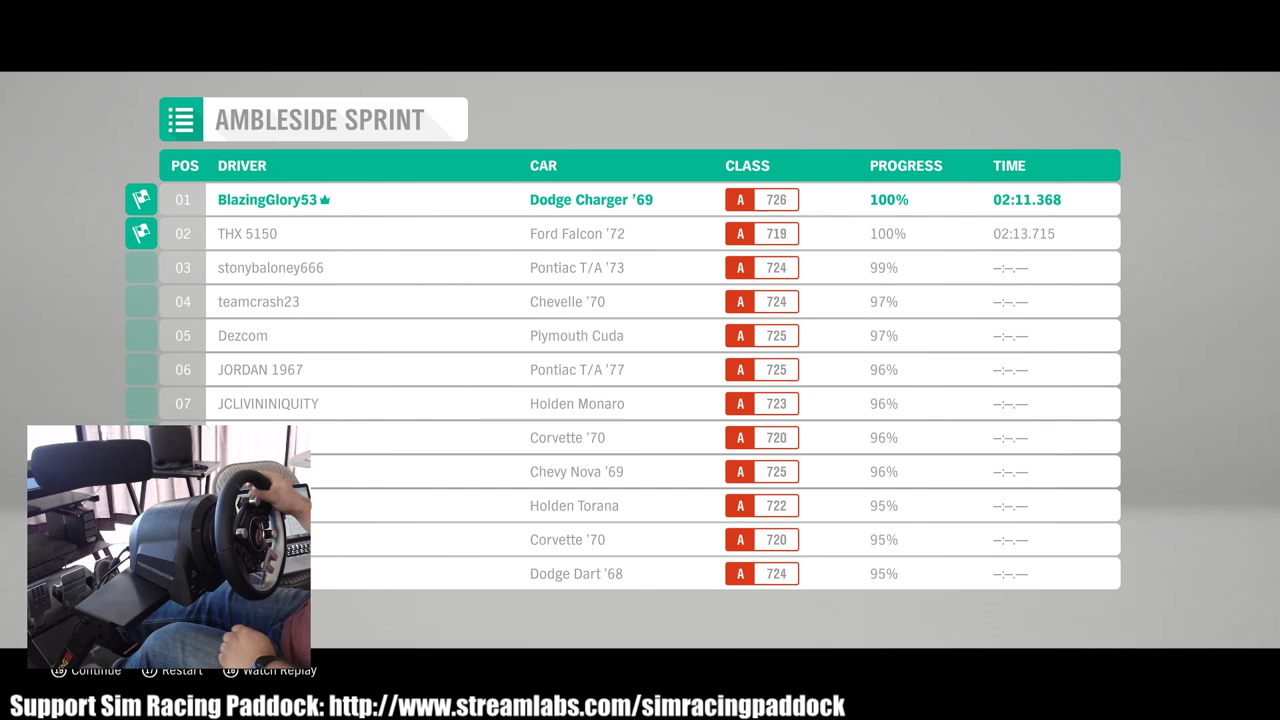 AMBLESIDE SPRINT
POS DRIVER CAR CLASS PROGRESS TIME
01 BlazingGlory53 Dodge Charger ’69 A 726 100% 02:11.368
02 THX 5150 Ford Falcon ’72 A 719 100% 02:13.715
03 stonybaloney666 Pontiac T/A ’73 A 724 99% --:--.---
04 teamcrash23 Chevelle ’70 A 724 97% --:--.---
05 Dezcom Plymouth Cuda A 725 97% --:--.---
06 JORDAN 1967 Pontiac T/A ’77 A 725 96% --:--.---
07 JCLIVININIQUITY Holden Monaro A 723 96% --:--.---
Corvette ’70 A 720 96% --:--.---
Chevy Nova ’69 A 725 96% --:--.---
Holden Torana A 722 95% --:--.---
Corvette ’70 A 720 95% --:--.---
Dodge Dart ’68 A 724 95% --:--.---
THRUSTMASTER
Continue Restart Watch Replay
Support Sim Racing Paddock: http://www.streamlabs.com/simracingpaddock